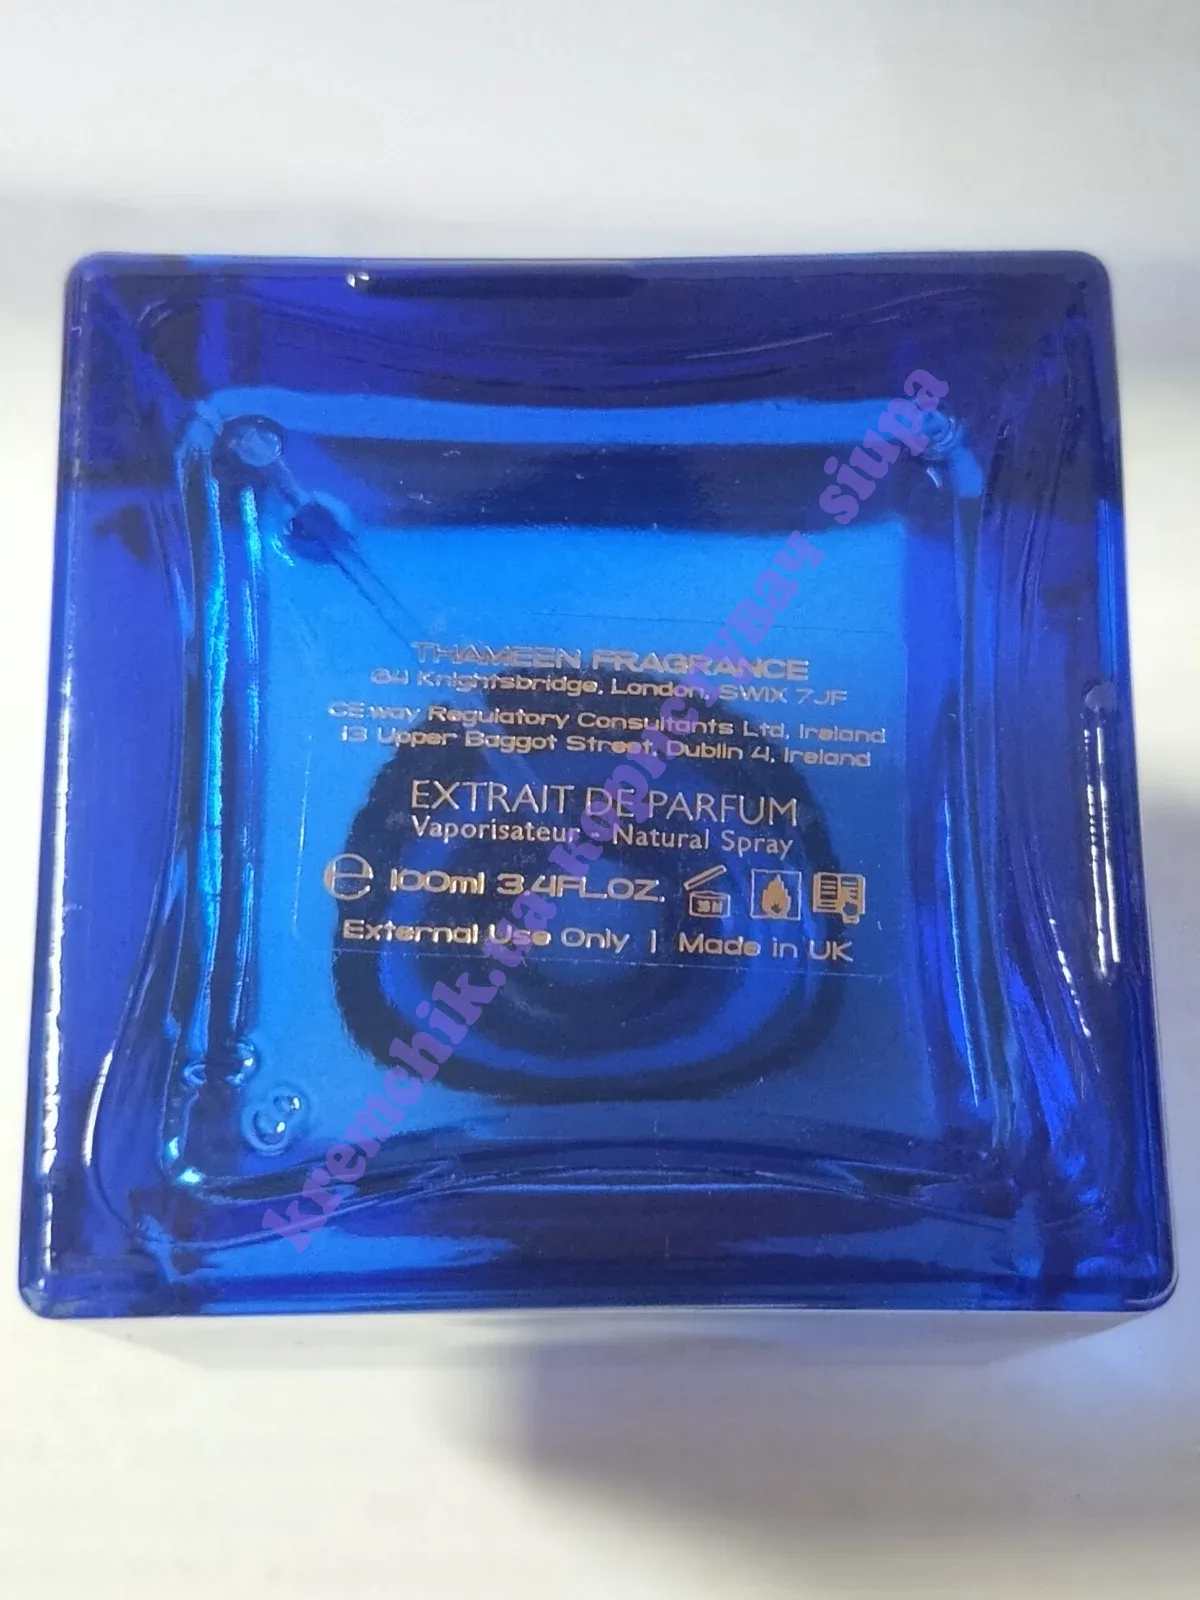 THAMEEN FRAGRANCE
84 Knightsbridge, London, SW1X 7JF
CE.way Regulatory Consultants Ltd, Ireland
13 Upper Baggot Street, Dublin 4, Ireland
EXTRAIT DE PARFUM
Vaporisateur · Natural Spray
e 100ml 3.4FL.OZ.
36 M
External Use Only | Made in UK
kremchik.ua
siupa